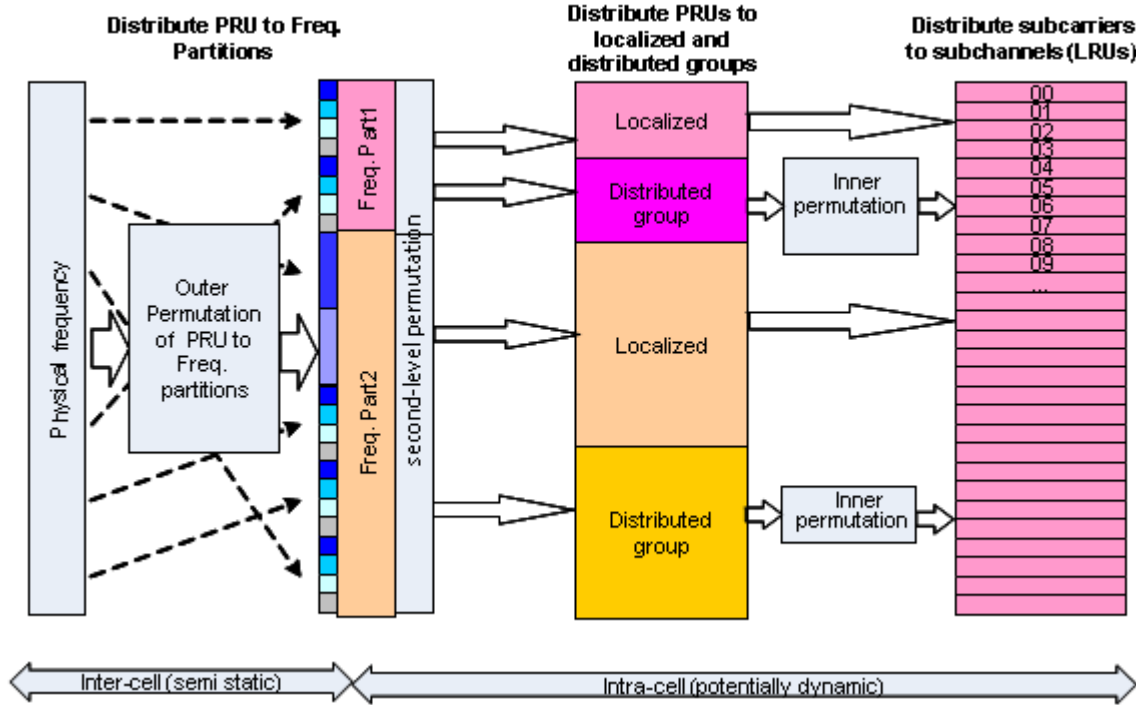 Distribute PRU to Freq.
Partitions
Distribute PRUs to
localized and
distributed groups
Distribute subcarriers
to subchannels (LRUs)
Physical frequency
Outer
Permutation
of PRU to
Freq.
partitions
Freq. Part1
Freq. Part2
second-level permutation
Localized
Distributed
group
Localized
Distributed
group
Inner
permutation
Inner
permutation
00
01
02
03
04
05
06
07
08
09
...
Inter-cell (semi static)
Intra-cell (potentially dynamic)